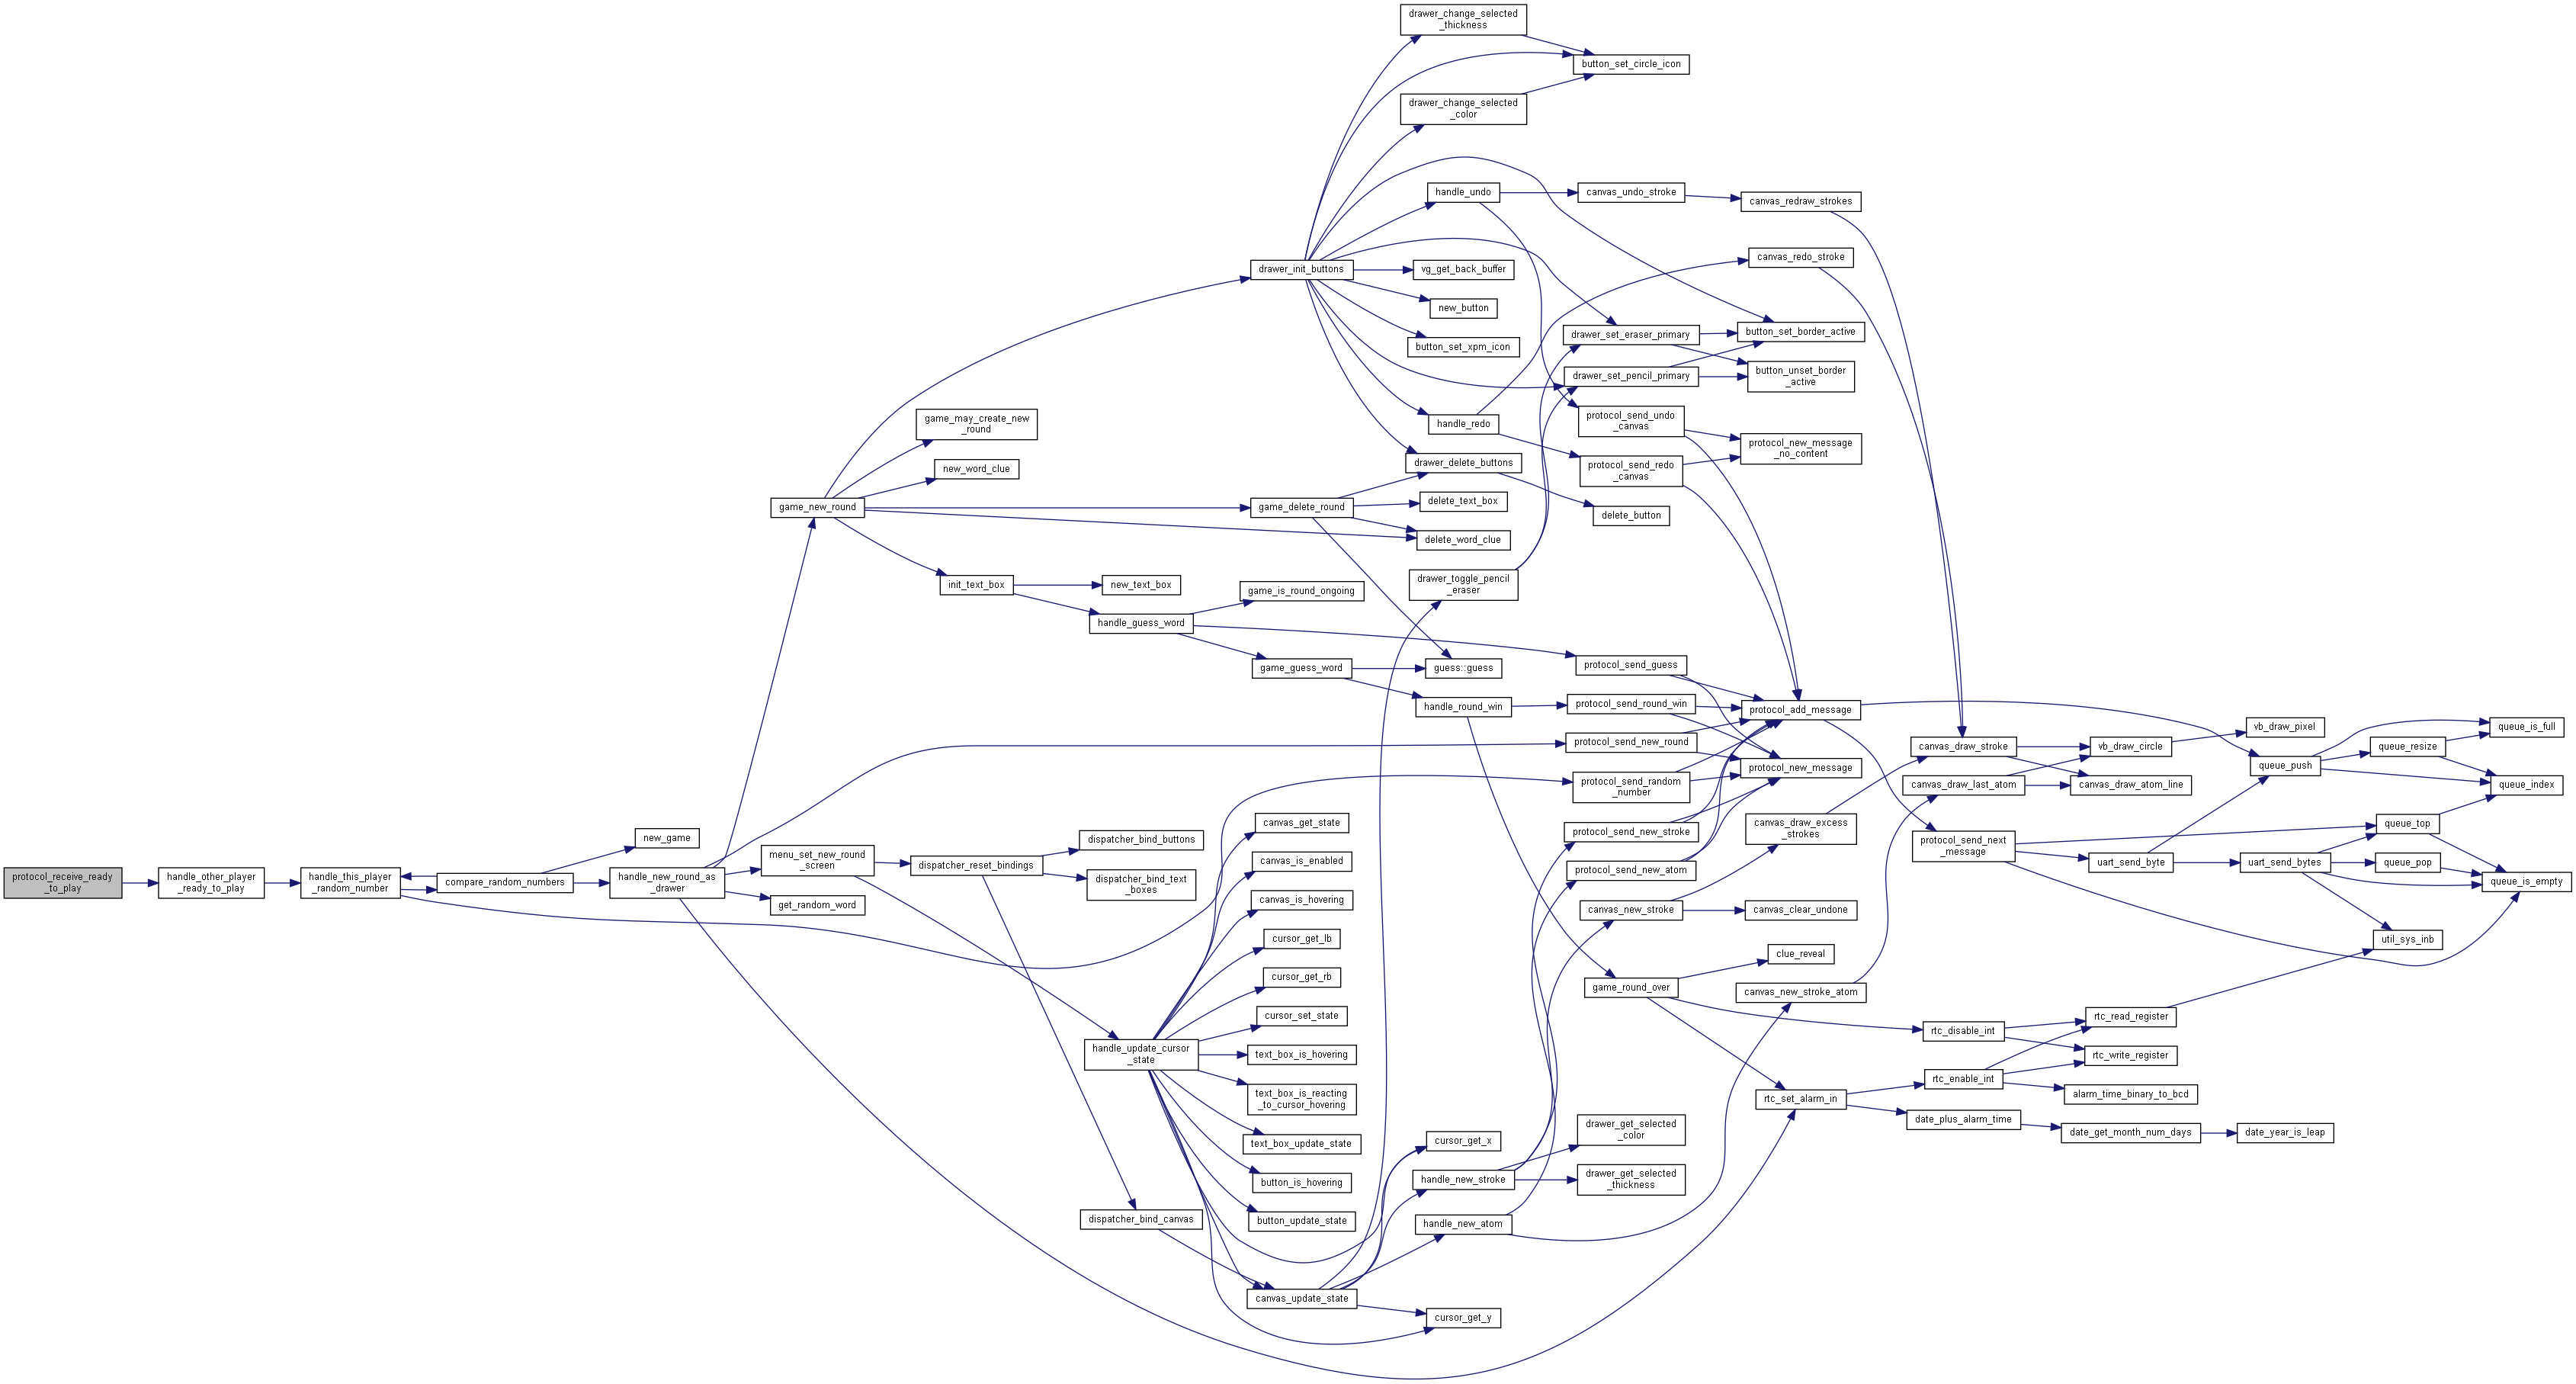 protocol_receive_ready
_to_play
handle_other_player
_ready_to_play
handle_this_player
_random_number
compare_random_numbers
new_game
handle_new_round_as
_drawer
game_new_round
menu_set_new_round
_screen
get_random_word
game_may_create_new
_round
new_word_clue
init_text_box
dispatcher_reset_bindings
new_text_box
handle_guess_word
dispatcher_bind_buttons
dispatcher_bind_text
_boxes
handle_update_cursor
_state
dispatcher_bind_canvas
drawer_init_buttons
game_delete_round
game_is_round_ongoing
game_guess_word
canvas_get_state
canvas_is_enabled
canvas_is_hovering
cursor_get_lb
cursor_get_rb
cursor_set_state
text_box_is_hovering
text_box_is_reacting
_to_cursor_hovering
text_box_update_state
button_is_hovering
button_update_state
canvas_update_state
drawer_change_selected
_thickness
drawer_change_selected
_color
handle_undo
vg_get_back_buffer
new_button
button_set_xpm_icon
handle_redo
drawer_delete_buttons
delete_text_box
delete_word_clue
drawer_toggle_pencil
_eraser
guess::guess
handle_round_win
cursor_get_x
handle_new_stroke
handle_new_atom
cursor_get_y
button_set_circle_icon
canvas_undo_stroke
drawer_set_eraser_primary
drawer_set_pencil_primary
protocol_send_undo
_canvas
protocol_send_redo
_canvas
delete_button
protocol_send_guess
protocol_send_round_win
protocol_send_new_round
protocol_send_random
_number
protocol_send_new_stroke
protocol_send_new_atom
canvas_new_stroke
game_round_over
drawer_get_selected
_color
drawer_get_selected
_thickness
canvas_redraw_strokes
canvas_redo_stroke
button_set_border_active
button_unset_border
_active
protocol_new_message
_no_content
protocol_add_message
protocol_new_message
canvas_draw_excess
_strokes
canvas_clear_undone
clue_reveal
canvas_new_stroke_atom
rtc_set_alarm_in
canvas_draw_stroke
canvas_draw_last_atom
protocol_send_next
_message
rtc_disable_int
rtc_enable_int
date_plus_alarm_time
vb_draw_circle
canvas_draw_atom_line
uart_send_byte
rtc_read_register
rtc_write_register
alarm_time_binary_to_bcd
date_get_month_num_days
vb_draw_pixel
queue_push
uart_send_bytes
date_year_is_leap
queue_resize
queue_top
queue_pop
util_sys_inb
queue_is_full
queue_index
queue_is_empty